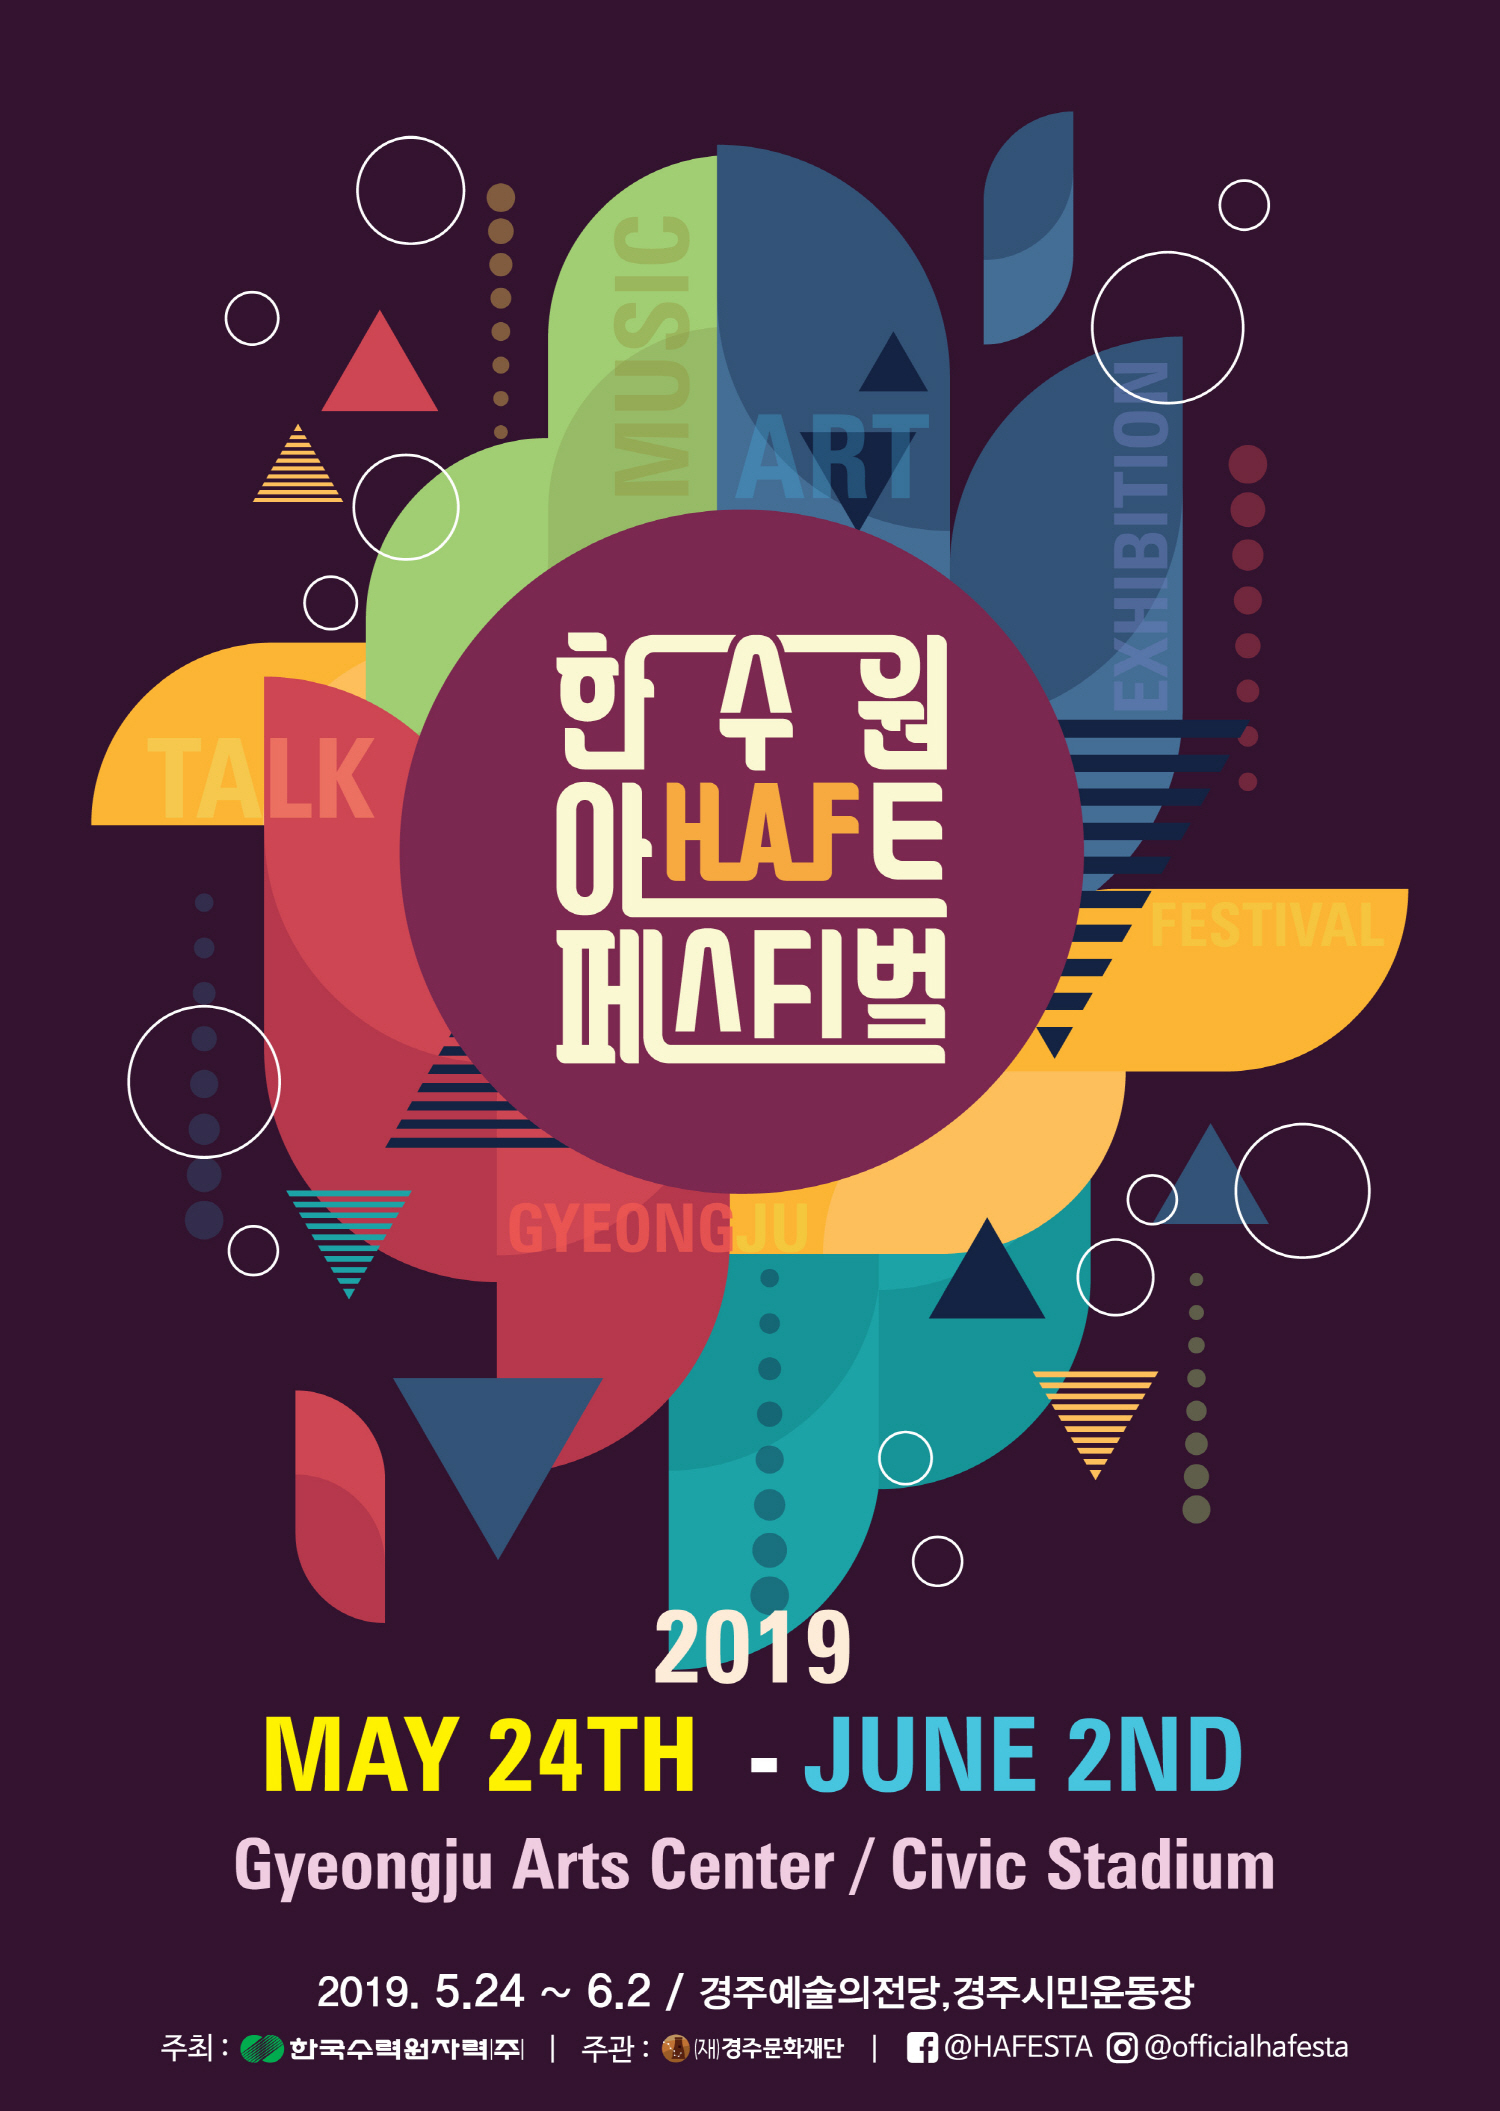 MUSIC
ART
EXHIBITION
TALK
한수원
아HAF트
페스티벌
FESTIVAL
GYEONGJU
2019
MAY 24TH - JUNE 2ND
Gyeongju Arts Center / Civic Stadium
2019. 5.24 ~ 6.2 / 경주예술의전당,경주시민운동장
주최 : 한국수력원자력(주) | 주관 : (재)경주문화재단 | @HAFESTA @officialhafesta